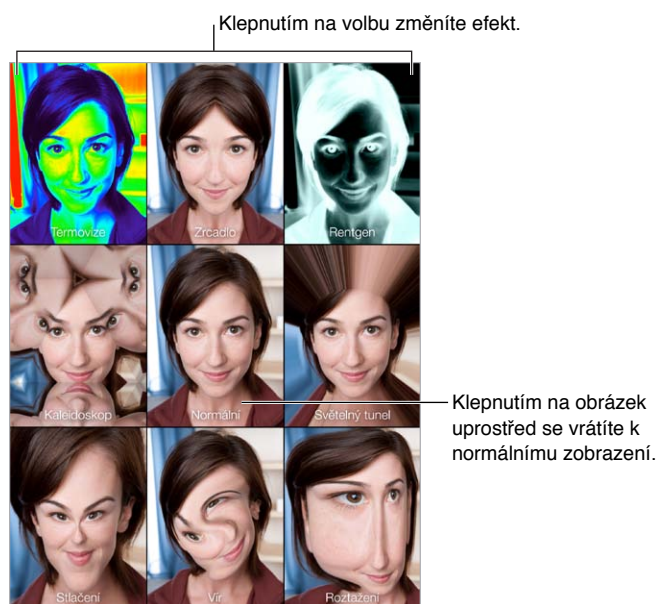 Klepnutím na volbu změníte efekt.
Termovize
Zrcadlo
Rentgen
Kaleidoskop
Normální
Světelný tunel
Klepnutím na obrázek
uprostřed se vrátíte k
normálnímu zobrazení.
Stlačení
Vír
Roztažení